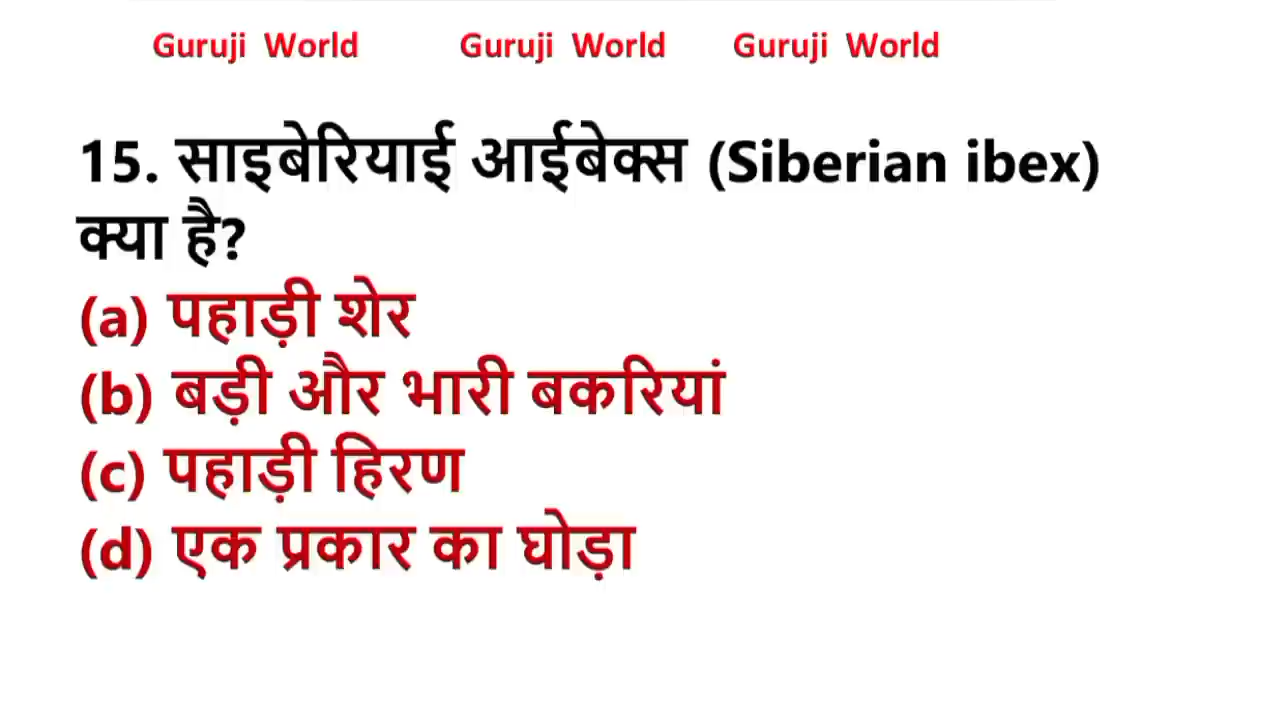 Guruji World Guruji World Guruji World
15. साइबेरियाई आईबेक्स (Siberian ibex)
क्या है?
(a) पहाड़ी शेर
(b) बड़ी और भारी बकरियां
(c) पहाड़ी हिरण
(d) एक प्रकार का घोड़ा